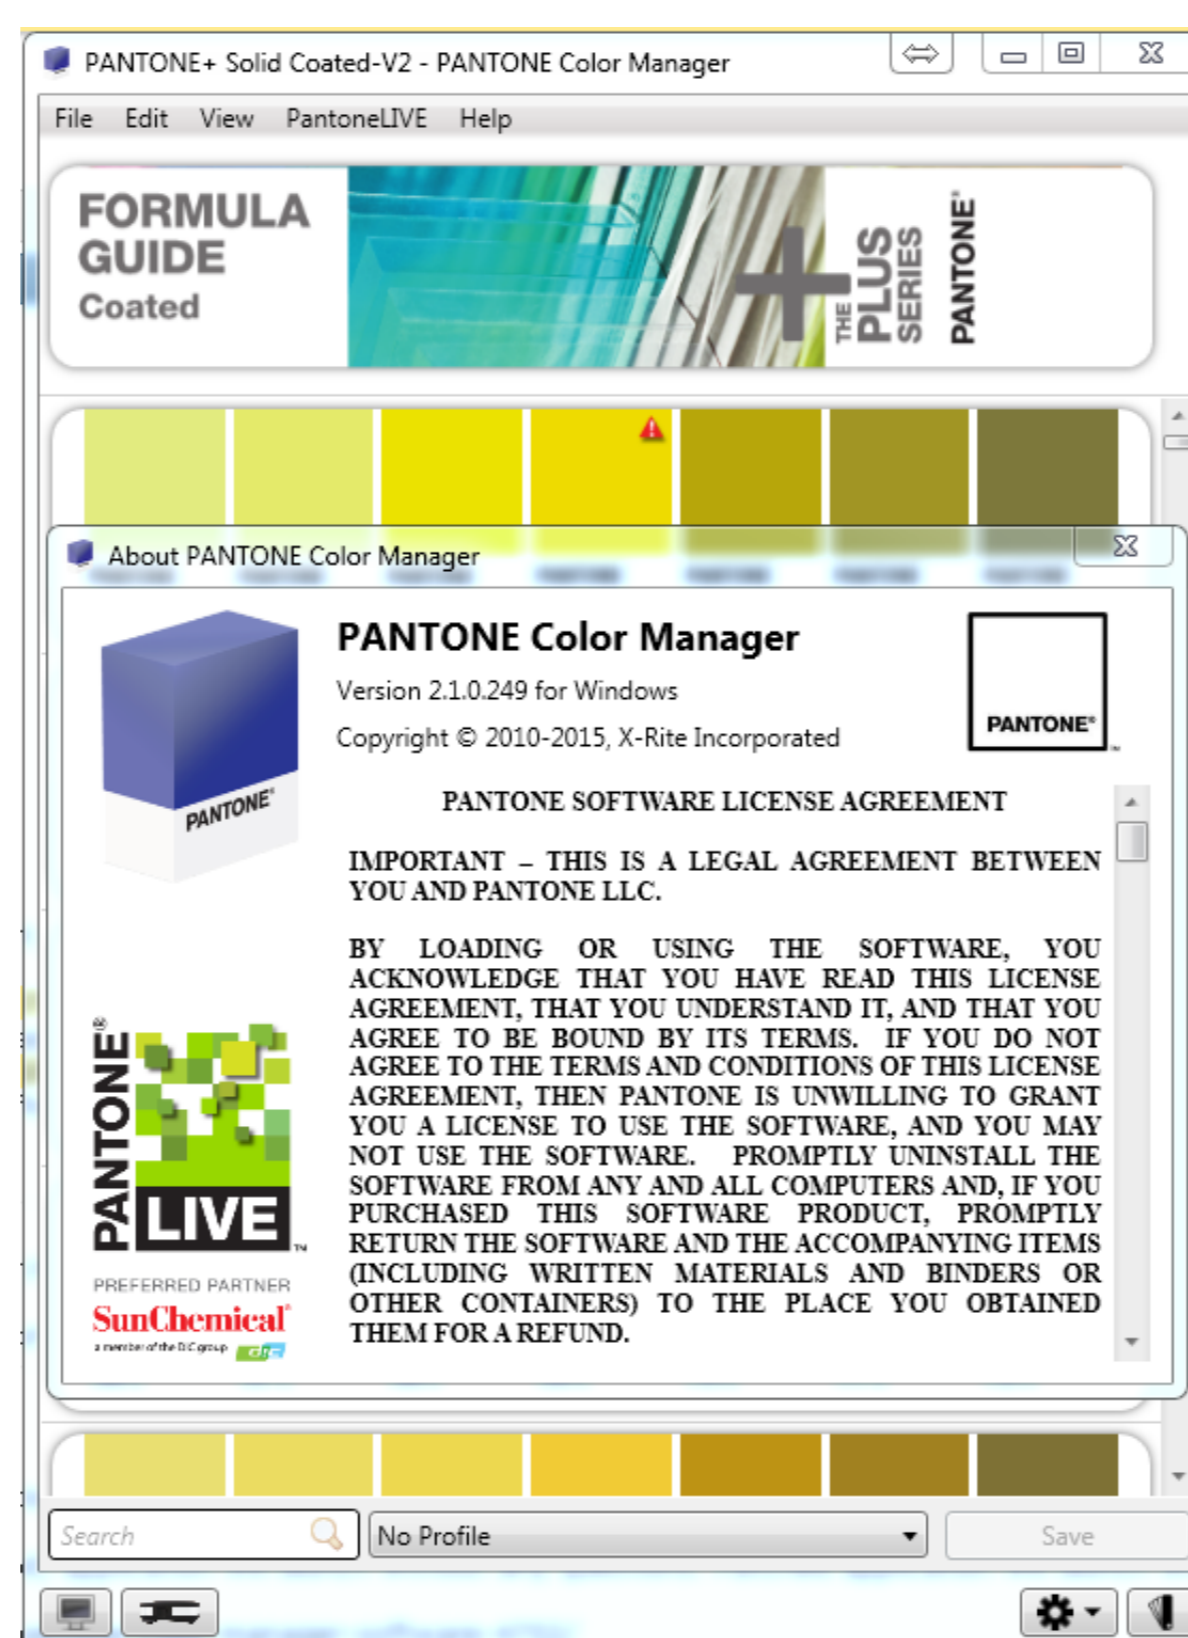 PANTONE+ Solid Coated-V2 - PANTONE Color Manager
File Edit View PantoneLIVE Help
FORMULA
GUIDE
Coated
THE
PLUS
SERIES
PANTONE®
About PANTONE Color Manager
PANTONE Color Manager
Version 2.1.0.249 for Windows
Copyright © 2010-2015, X-Rite Incorporated
PANTONE®
PANTONE®
PANTONE SOFTWARE LICENSE AGREEMENT
IMPORTANT – THIS IS A LEGAL AGREEMENT BETWEEN
YOU AND PANTONE LLC.
BY LOADING OR USING THE SOFTWARE, YOU
ACKNOWLEDGE THAT YOU HAVE READ THIS LICENSE
AGREEMENT, THAT YOU UNDERSTAND IT, AND THAT YOU
AGREE TO BE BOUND BY ITS TERMS. IF YOU DO NOT
AGREE TO THE TERMS AND CONDITIONS OF THIS LICENSE
AGREEMENT, THEN PANTONE IS UNWILLING TO GRANT
YOU A LICENSE TO USE THE SOFTWARE, AND YOU MAY
NOT USE THE SOFTWARE. PROMPTLY UNINSTALL THE
SOFTWARE FROM ANY AND ALL COMPUTERS AND, IF YOU
PURCHASED THIS SOFTWARE PRODUCT, PROMPTLY
RETURN THE SOFTWARE AND THE ACCOMPANYING ITEMS
(INCLUDING WRITTEN MATERIALS AND BINDERS OR
OTHER CONTAINERS) TO THE PLACE YOU OBTAINED
THEM FOR A REFUND.
PANTONE®
LIVE™
PREFERRED PARTNER
SunChemical®
a member of the DIC group DIC
Search
No Profile
Save